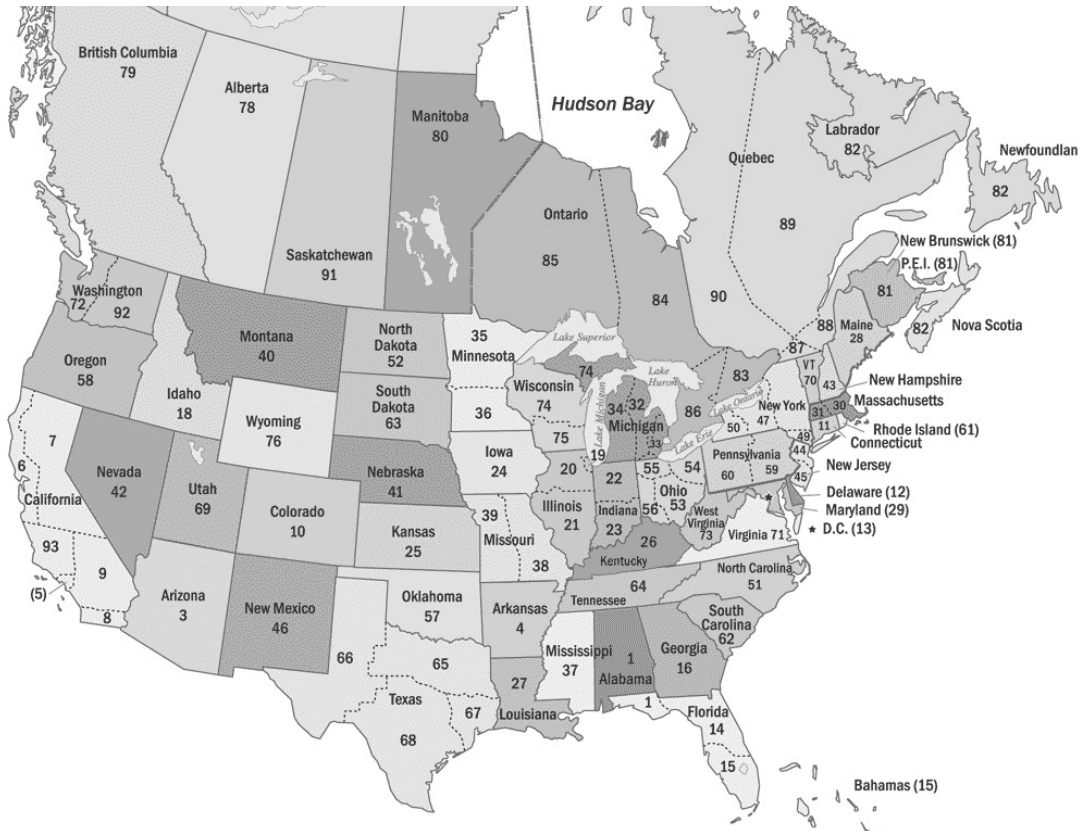 British Columbia
79
Alberta
78
Manitoba
80
Hudson Bay
Labrador
82
Newfoundlan
82
Quebec
89
Ontario
85
Saskatchewan
91
84
90
New Brunswick (81)
P.E.I. (81)
81
88
Maine
28
82
Nova Scotia
87
Washington
72
92
Montana
40
North
Dakota
52
35
Minnesota
Lake Superior
74
Lake
Huron
83
Lake Ontario
VT
70
43
New Hampshire
Massachusetts
Oregon
58
Idaho
18
Wyoming
76
South
Dakota
63
36
Wisconsin
74
75
Lake Michigan
34
32
Michigan
33
86
Lake Erie
50
47
New York
31
30
11
Rhode Island (61)
Connecticut
49
44
45
New Jersey
7
6
California
Nevada
42
Utah
69
Colorado
10
Nebraska
41
Iowa
24
19
20
Illinois
21
22
Indiana
23
55
54
Ohio
53
56
Pennsylvania
60
59
Delaware (12)
Maryland (29)
D.C. (13)
West
Virginia
73
Virginia 71
93
9
(5)
8
Arizona
3
New Mexico
46
Kansas
25
39
Missouri
38
26
Kentucky
64
Tennessee
North Carolina
51
South
Carolina
62
Oklahoma
57
Arkansas
4
66
65
Texas
67
68
27
Louisiana
Mississippi
37
1
Alabama
Georgia
16
1
Florida
14
15
Bahamas (15)